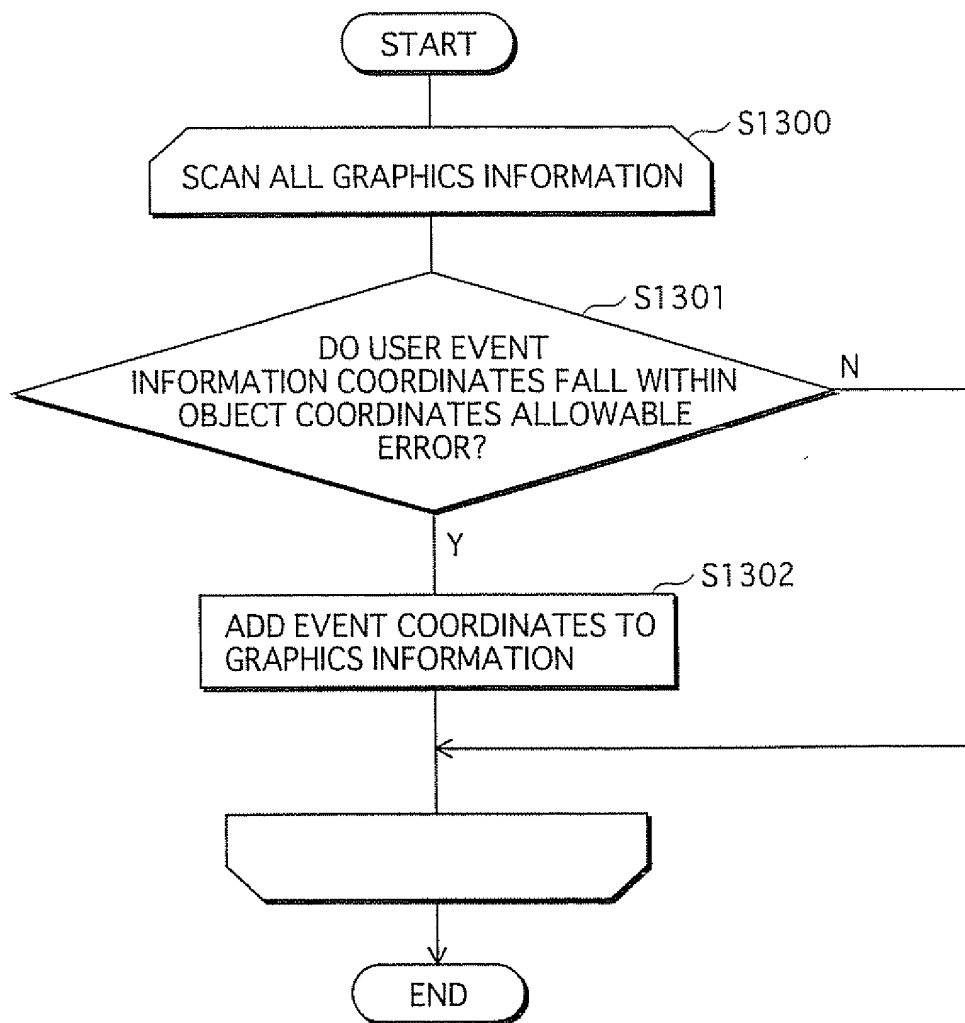 START
S1300
SCAN ALL GRAPHICS INFORMATION
S1301
DO USER EVENT
INFORMATION COORDINATES FALL WITHIN
OBJECT COORDINATES ALLOWABLE
ERROR?
N
Y
S1302
ADD EVENT COORDINATES TO
GRAPHICS INFORMATION
END